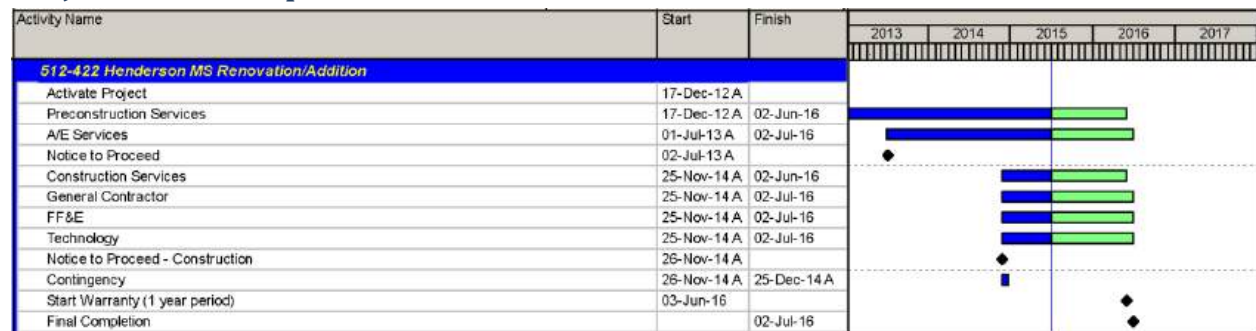 Activity Name Start Finish
2013 2014 2015 2016 2017
512-422 Henderson MS Renovation/Addition
Activate Project 17-Dec-12 A
Preconstruction Services 17-Dec-12 A 02-Jun-16
A/E Services 01-Jul-13 A 02-Jul-16
Notice to Proceed 02-Jul-13 A
Construction Services 25-Nov-14 A 02-Jun-16
General Contractor 25-Nov-14 A 02-Jul-16
FF&E 25-Nov-14 A 02-Jul-16
Technology 25-Nov-14 A 02-Jul-16
Notice to Proceed - Construction 26-Nov-14 A
Contingency 26-Nov-14 A 25-Dec-14 A
Start Warranty (1 year period) 03-Jun-16
Final Completion 02-Jul-16